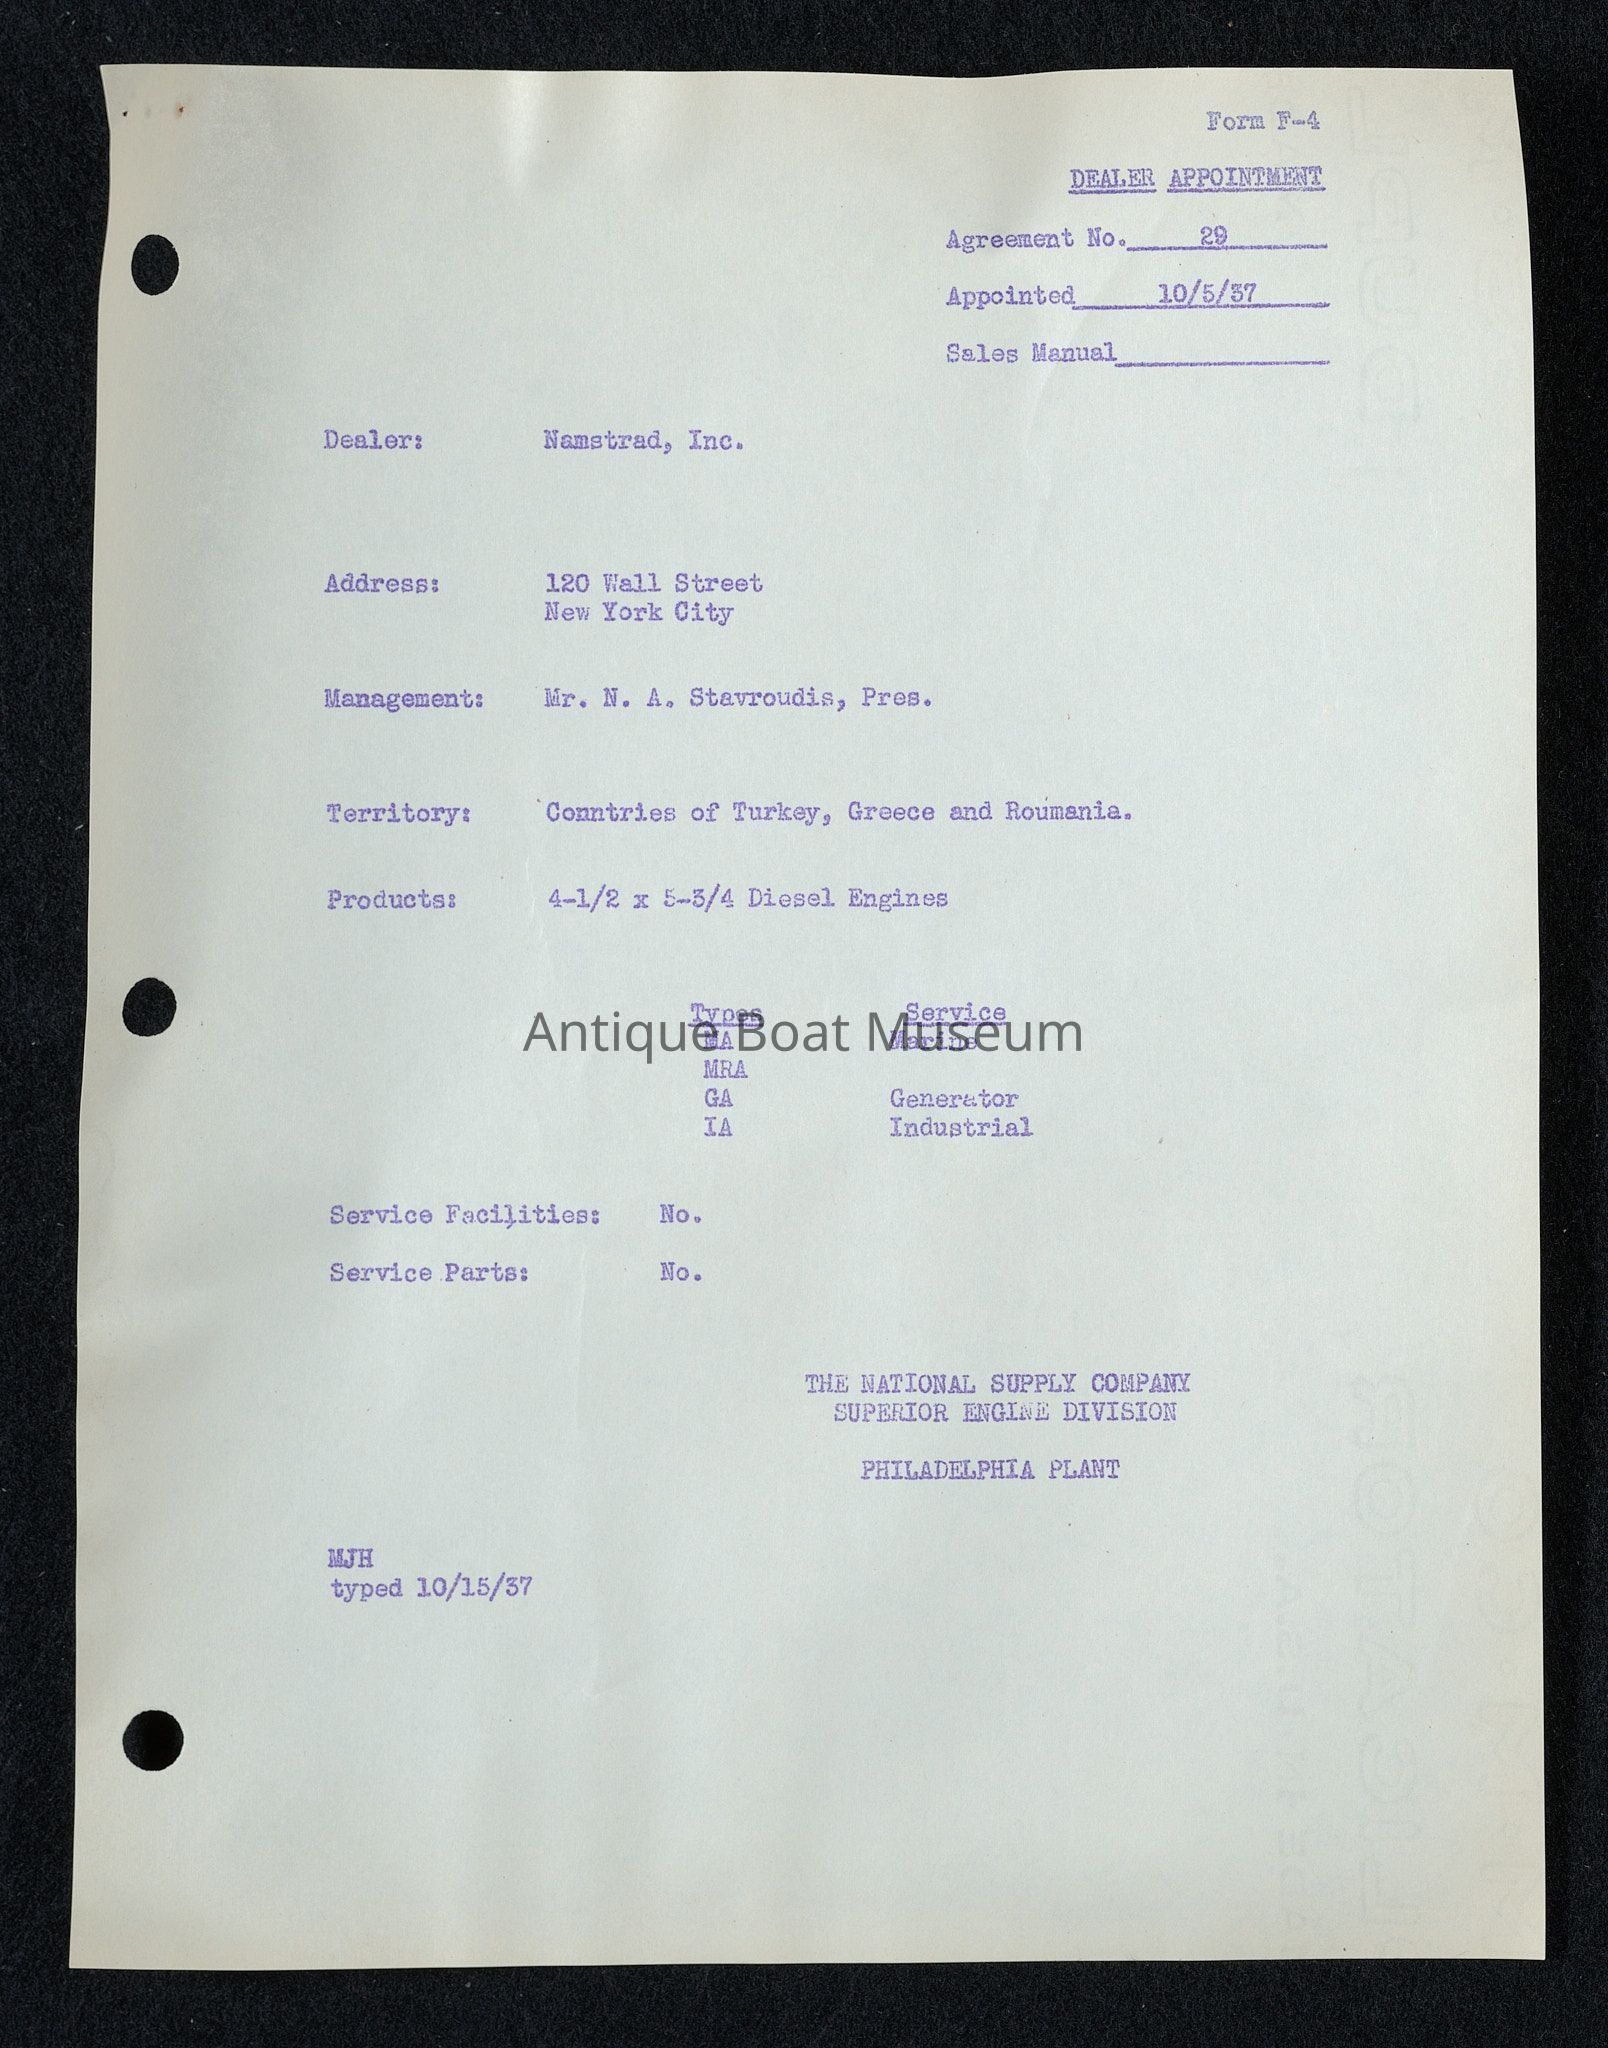 Form F-4
DEALER APPOINTMENT
Agreement No. 29
Appointed 10/5/37
Sales Manual
Dealer: Namstrad, Inc.
Address: 120 Wall Street
New York City
Management: Mr. N. A. Stavroudis, Pres.
Territory: Conntries of Turkey, Greece and Roumania.
Products: 4-1/2 x 5-3/4 Diesel Engines
Types Service
Antique Boat Museum
MA Marine
MRA
GA Generator
IA Industrial
Service Facilities: No.
Service Parts: No.
THE NATIONAL SUPPLY COMPANY
SUPERIOR ENGINE DIVISION
PHILADELPHIA PLANT
MJH
typed 10/15/37